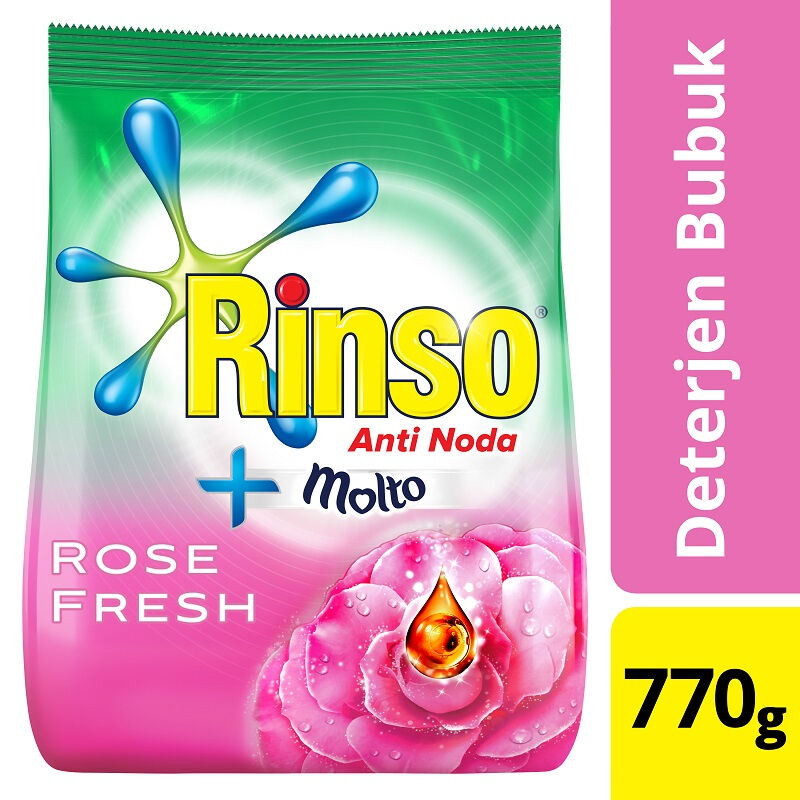 Rinso®
Anti Noda
+ Molto
ROSE
FRESH
Deterjen Bubuk
770g